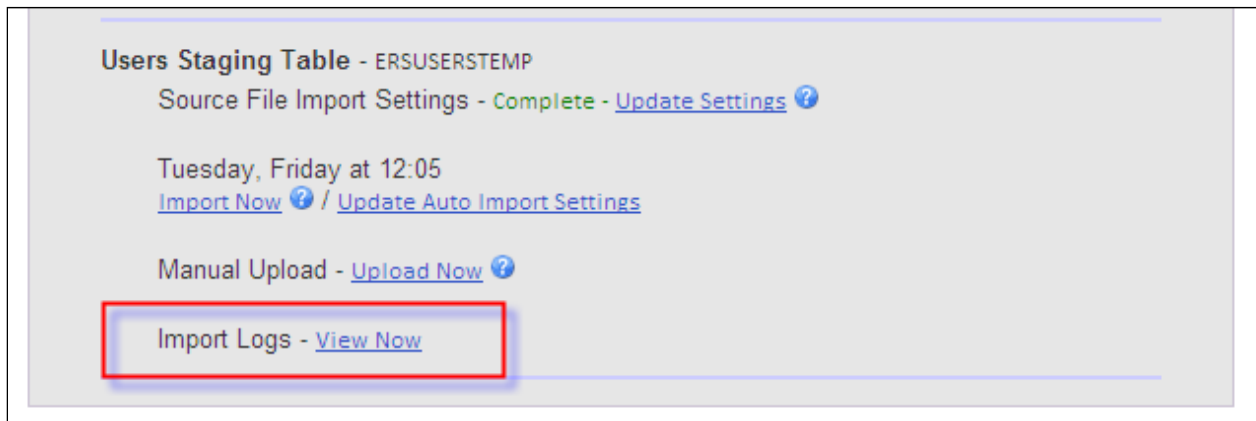 Users Staging Table - ERSUSERSTEMP
Source File Import Settings - Complete - Update Settings ?
Tuesday, Friday at 12:05
Import Now ? / Update Auto Import Settings
Manual Upload - Upload Now ?
Import Logs - View Now